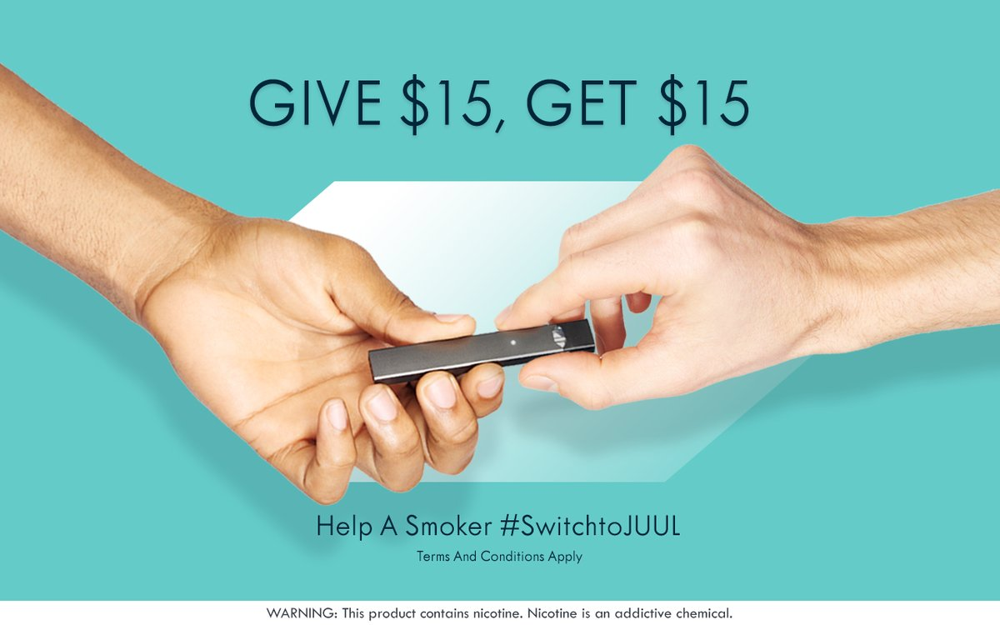 GIVE $15, GET $15
Help A Smoker #SwitchtoJUUL
Terms And Conditions Apply
WARNING: This product contains nicotine. Nicotine is an addictive chemical.